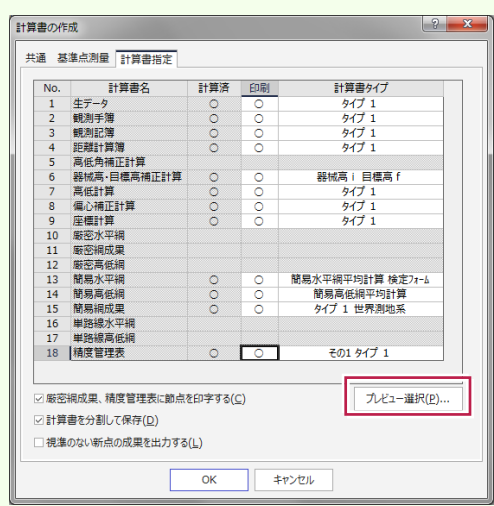 計算書の作成
共通 基準点測量 計算書指定
No. 計算書名 計算済 印刷 計算書タイプ
1 生データ ○ ○ タイプ 1
2 観測手簿 ○ ○ タイプ 1
3 観測記簿 ○ ○ タイプ 1
4 距離計算簿 ○ ○ タイプ 1
5 高低角補正計算
6 器械高・目標高補正計算 ○ ○ 器械高 i 目標高 f
7 高低計算 ○ ○ タイプ 1
8 偏心補正計算 ○ ○ タイプ 1
9 座標計算 ○ ○ タイプ 1
10 厳密水平網
11 厳密網成果
12 厳密高低網
13 簡易水平網 ○ ○ 簡易水平網平均計算 検定フォーム
14 簡易高低網 ○ ○ 簡易高低網平均計算
15 簡易網成果 ○ ○ タイプ 1 世界測地系
16 単路線水平網
17 単路線高低網
18 精度管理表 ○ ○ その1 タイプ 1
厳密網成果、精度管理表に節点を印字する(C)
プレビュー選択(P)...
計算書を分割して保存(D)
視準のない新点の成果を出力する(L)
OK キャンセル